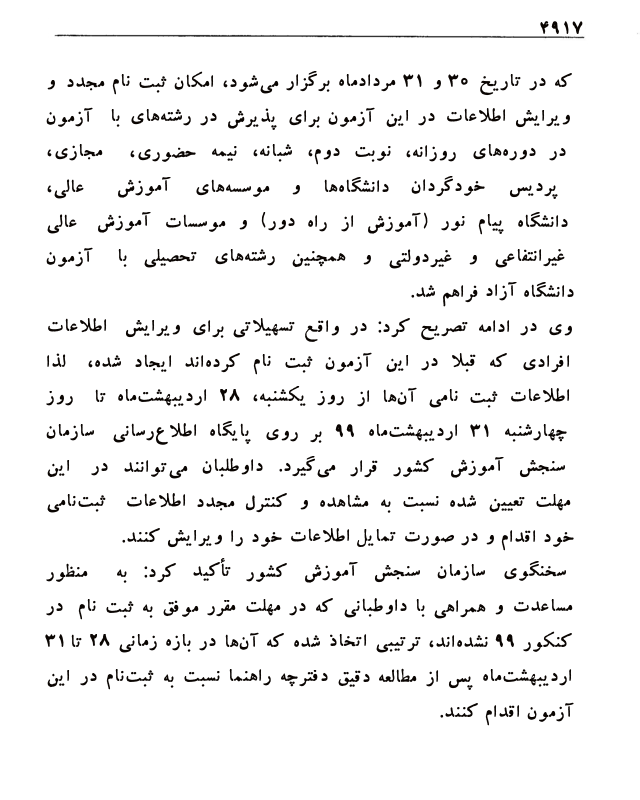 ۴۹۱۷
که در تاریخ ۳۰ و ۳۱ مردادماه برگزار می‌شود، امکان ثبت نام مجدد و
ویرایش اطلاعات در این آزمون برای پذیرش در رشته‌های با آزمون
در دوره‌های روزانه، نوبت دوم، شبانه، نیمه حضوری، مجازی،
پردیس خودگردان دانشگاه‌ها و موسسه‌های آموزش عالی،
دانشگاه پیام نور (آموزش از راه دور) و موسسات آموزش عالی
غیرانتفاعی و غیردولتی و همچنین رشته‌های تحصیلی با آزمون
دانشگاه آزاد فراهم شد.
وی در ادامه تصریح کرد: در واقع تسهیلاتی برای ویرایش اطلاعات
افرادی که قبلا در این آزمون ثبت نام کرده‌اند ایجاد شده، لذا
اطلاعات ثبت نامی آن‌ها از روز یکشنبه، ۲۸ اردیبهشت‌ماه تا روز
چهارشنبه ۳۱ اردیبهشت‌ماه ۹۹ بر روی پایگاه اطلاع‌رسانی سازمان
سنجش آموزش کشور قرار می‌گیرد. داوطلبان می‌توانند در این
مهلت تعیین شده نسبت به مشاهده و کنترل مجدد اطلاعات ثبت‌نامی
خود اقدام و در صورت تمایل اطلاعات خود را ویرایش کنند.
سخنگوی سازمان سنجش آموزش کشور تأکید کرد: به منظور
مساعدت و همراهی با داوطبانی که در مهلت مقرر موفق به ثبت نام در
کنکور ۹۹ نشده‌اند، ترتیبی اتخاذ شده که آن‌ها در بازه زمانی ۲۸ تا ۳۱
اردیبهشت‌ماه پس از مطالعه دقیق دفترچه راهنما نسبت به ثبت‌نام در این
آزمون اقدام کنند.